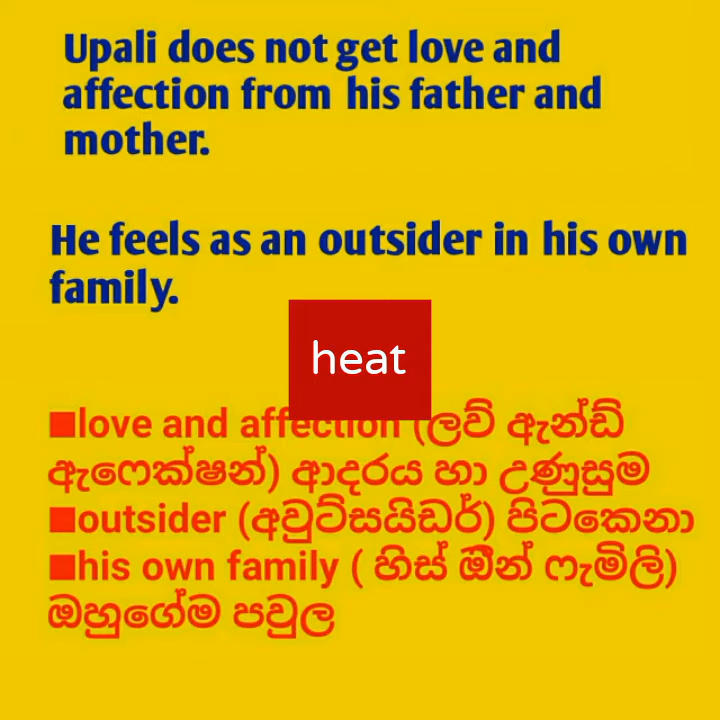 Upali does not get love and
affection from his father and
mother.
He feels as an outsider in his own
family.
heat
■love and affection (ලව් ඇන්ඩ්
ඇෆෙක්ෂන්) ආදරය හා උණුසුම
■outsider (අවුට්සයිඩර්) පිටකෙනා
■his own family ( හිස් ඔීන් ෆැමිලි)
ඔහුගේම පවුල